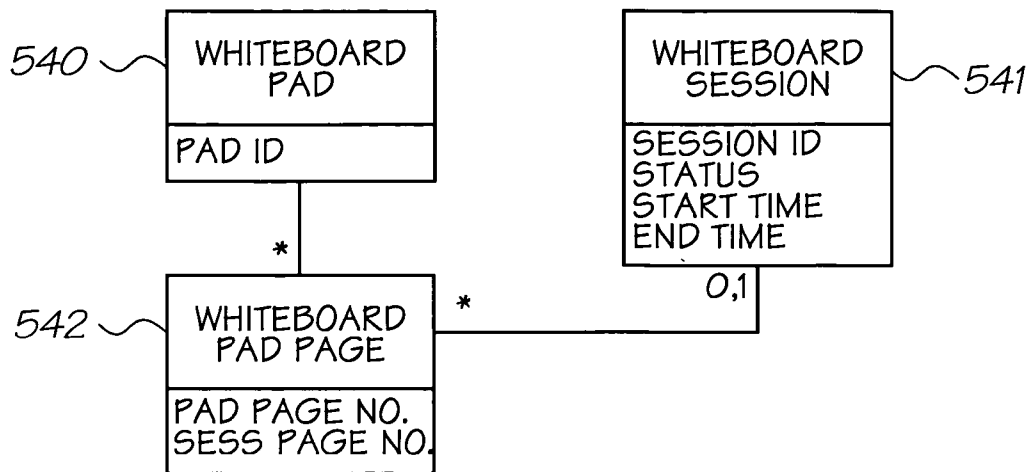 540
WHITEBOARD
PAD
PAD ID
WHITEBOARD
SESSION
541
SESSION ID
STATUS
START TIME
END TIME
*
0,1
*
542
WHITEBOARD
PAD PAGE
PAD PAGE NO.
SESS PAGE NO.